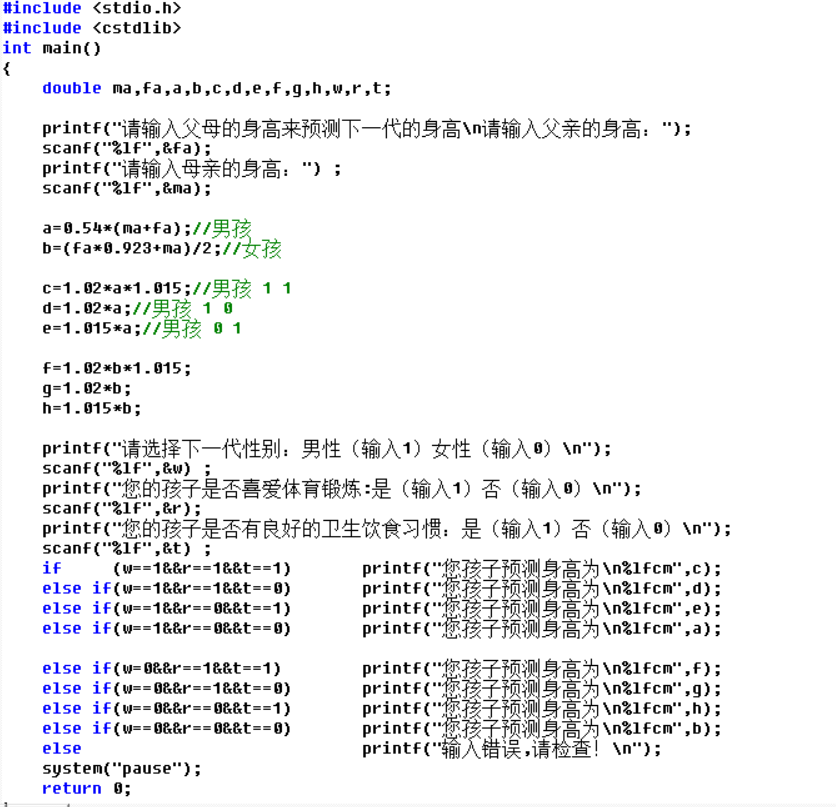 #include <stdio.h>
#include <cstdlib>
int main()
{
double ma,fa,a,b,c,d,e,f,g,h,w,r,t;
printf("请输入父母的身高来预测下一代的身高\n请输入父亲的身高：");
scanf("%lf",&fa);
printf("请输入母亲的身高：") ;
scanf("%lf",&ma);
a=0.54*(ma+fa);//男孩
b=(fa*0.923+ma)/2;//女孩
c=1.02*a*1.015;//男孩 1 1
d=1.02*a;//男孩 1 0
e=1.015*a;//男孩 0 1
f=1.02*b*1.015;
g=1.02*b;
h=1.015*b;
printf("请选择下一代性别：男性（输入1）女性（输入0）\n");
scanf("%lf",&w) ;
printf("您的孩子是否喜爱体育锻炼:是（输入1）否（输入0）\n");
scanf("%lf",&r);
printf("您的孩子是否有良好的卫生饮食习惯：是（输入1）否（输入0）\n");
scanf("%lf",&t) ;
if     (w==1&&r==1&&t==1)       printf("您孩子预测身高为\n%lfcm",c);
else if(w==1&&r==1&&t==0)       printf("您孩子预测身高为\n%lfcm",d);
else if(w==1&&r==0&&t==1)       printf("您孩子预测身高为\n%lfcm",e);
else if(w==1&&r==0&&t==0)       printf("您孩子预测身高为\n%lfcm",a);
else if(w=0&&r==1&&t==1)        printf("您孩子预测身高为\n%lfcm",f);
else if(w==0&&r==1&&t==0)       printf("您孩子预测身高为\n%lfcm",g);
else if(w==0&&r==0&&t==1)       printf("您孩子预测身高为\n%lfcm",h);
else if(w==0&&r==0&&t==0)       printf("您孩子预测身高为\n%lfcm",b);
else                            printf("输入错误,请检查！\n");
system("pause");
return 0;